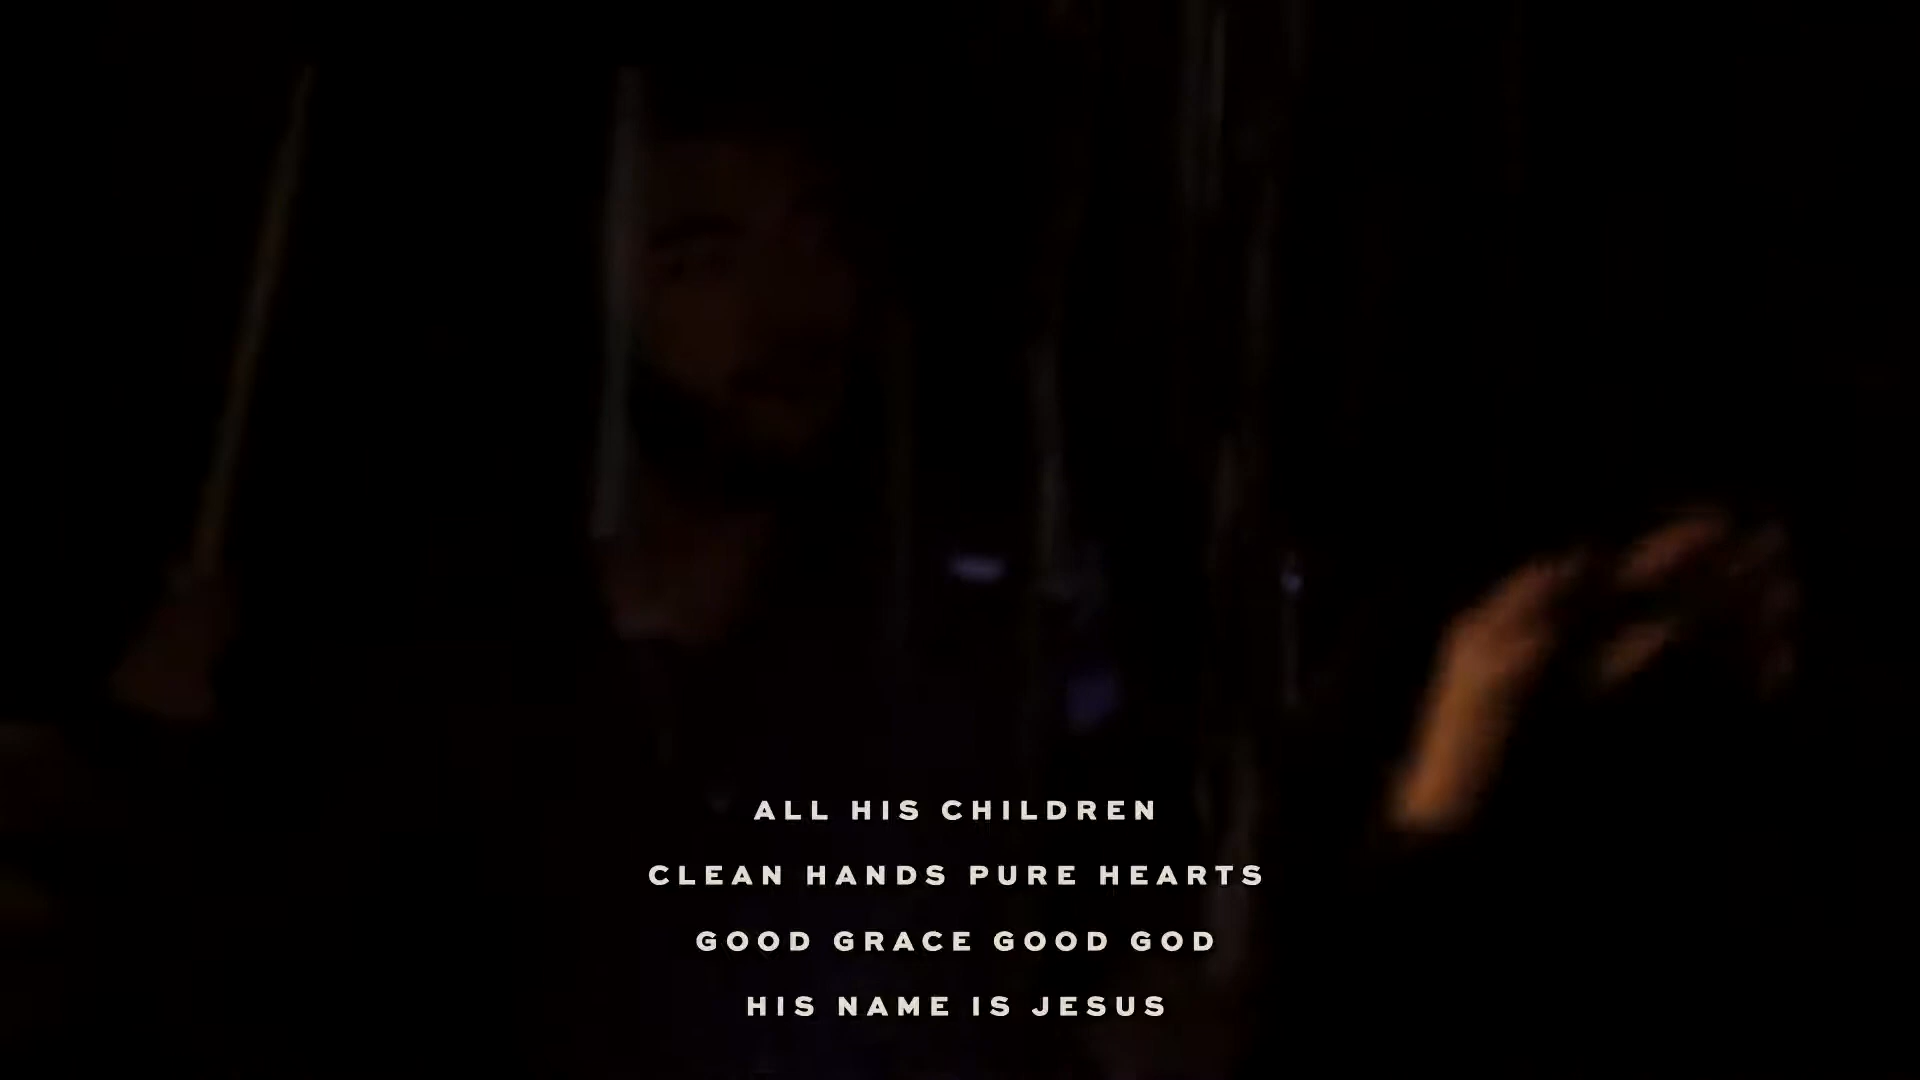 ALL HIS CHILDREN
CLEAN HANDS PURE HEARTS
GOOD GRACE GOOD GOD
HIS NAME IS JESUS